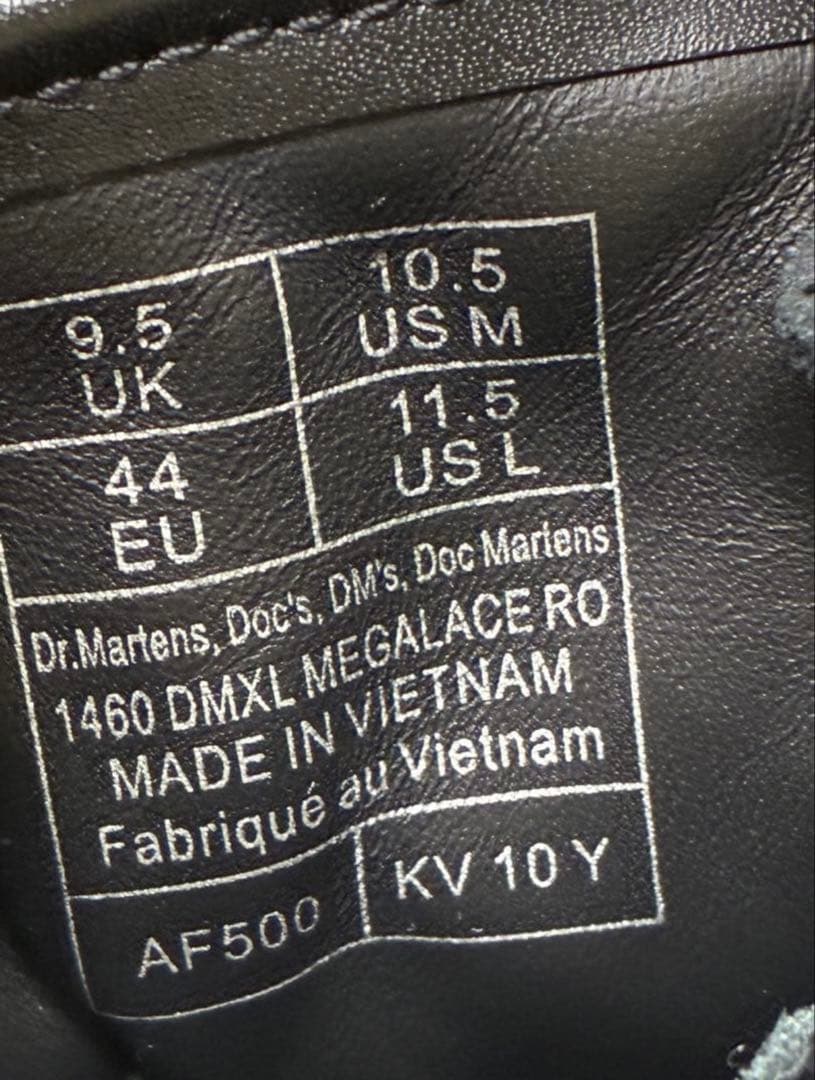 9.5
UK
10.5
US M
44
EU
11.5
US L
Dr.Martens, Doc's, DM's, Doc Martens
1460 DMXL MEGALACE RO
MADE IN VIETNAM
Fabriqué au Vietnam
AF500
KV 10 Y